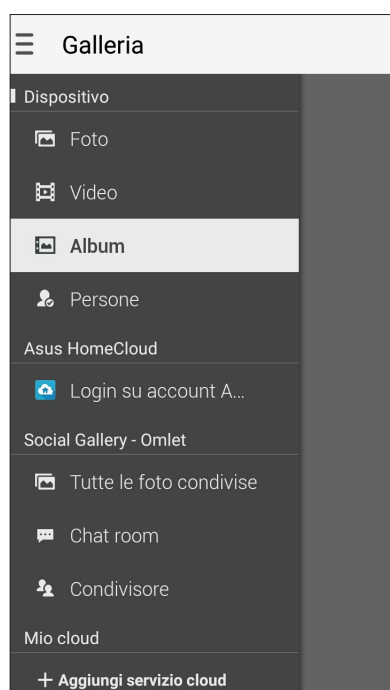 Galleria
Dispositivo
Foto
Video
Album
Persone
Asus HomeCloud
Login su account A...
Social Gallery - Omlet
Tutte le foto condivise
Chat room
Condivisore
Mio cloud
+ Aggiungi servizio cloud